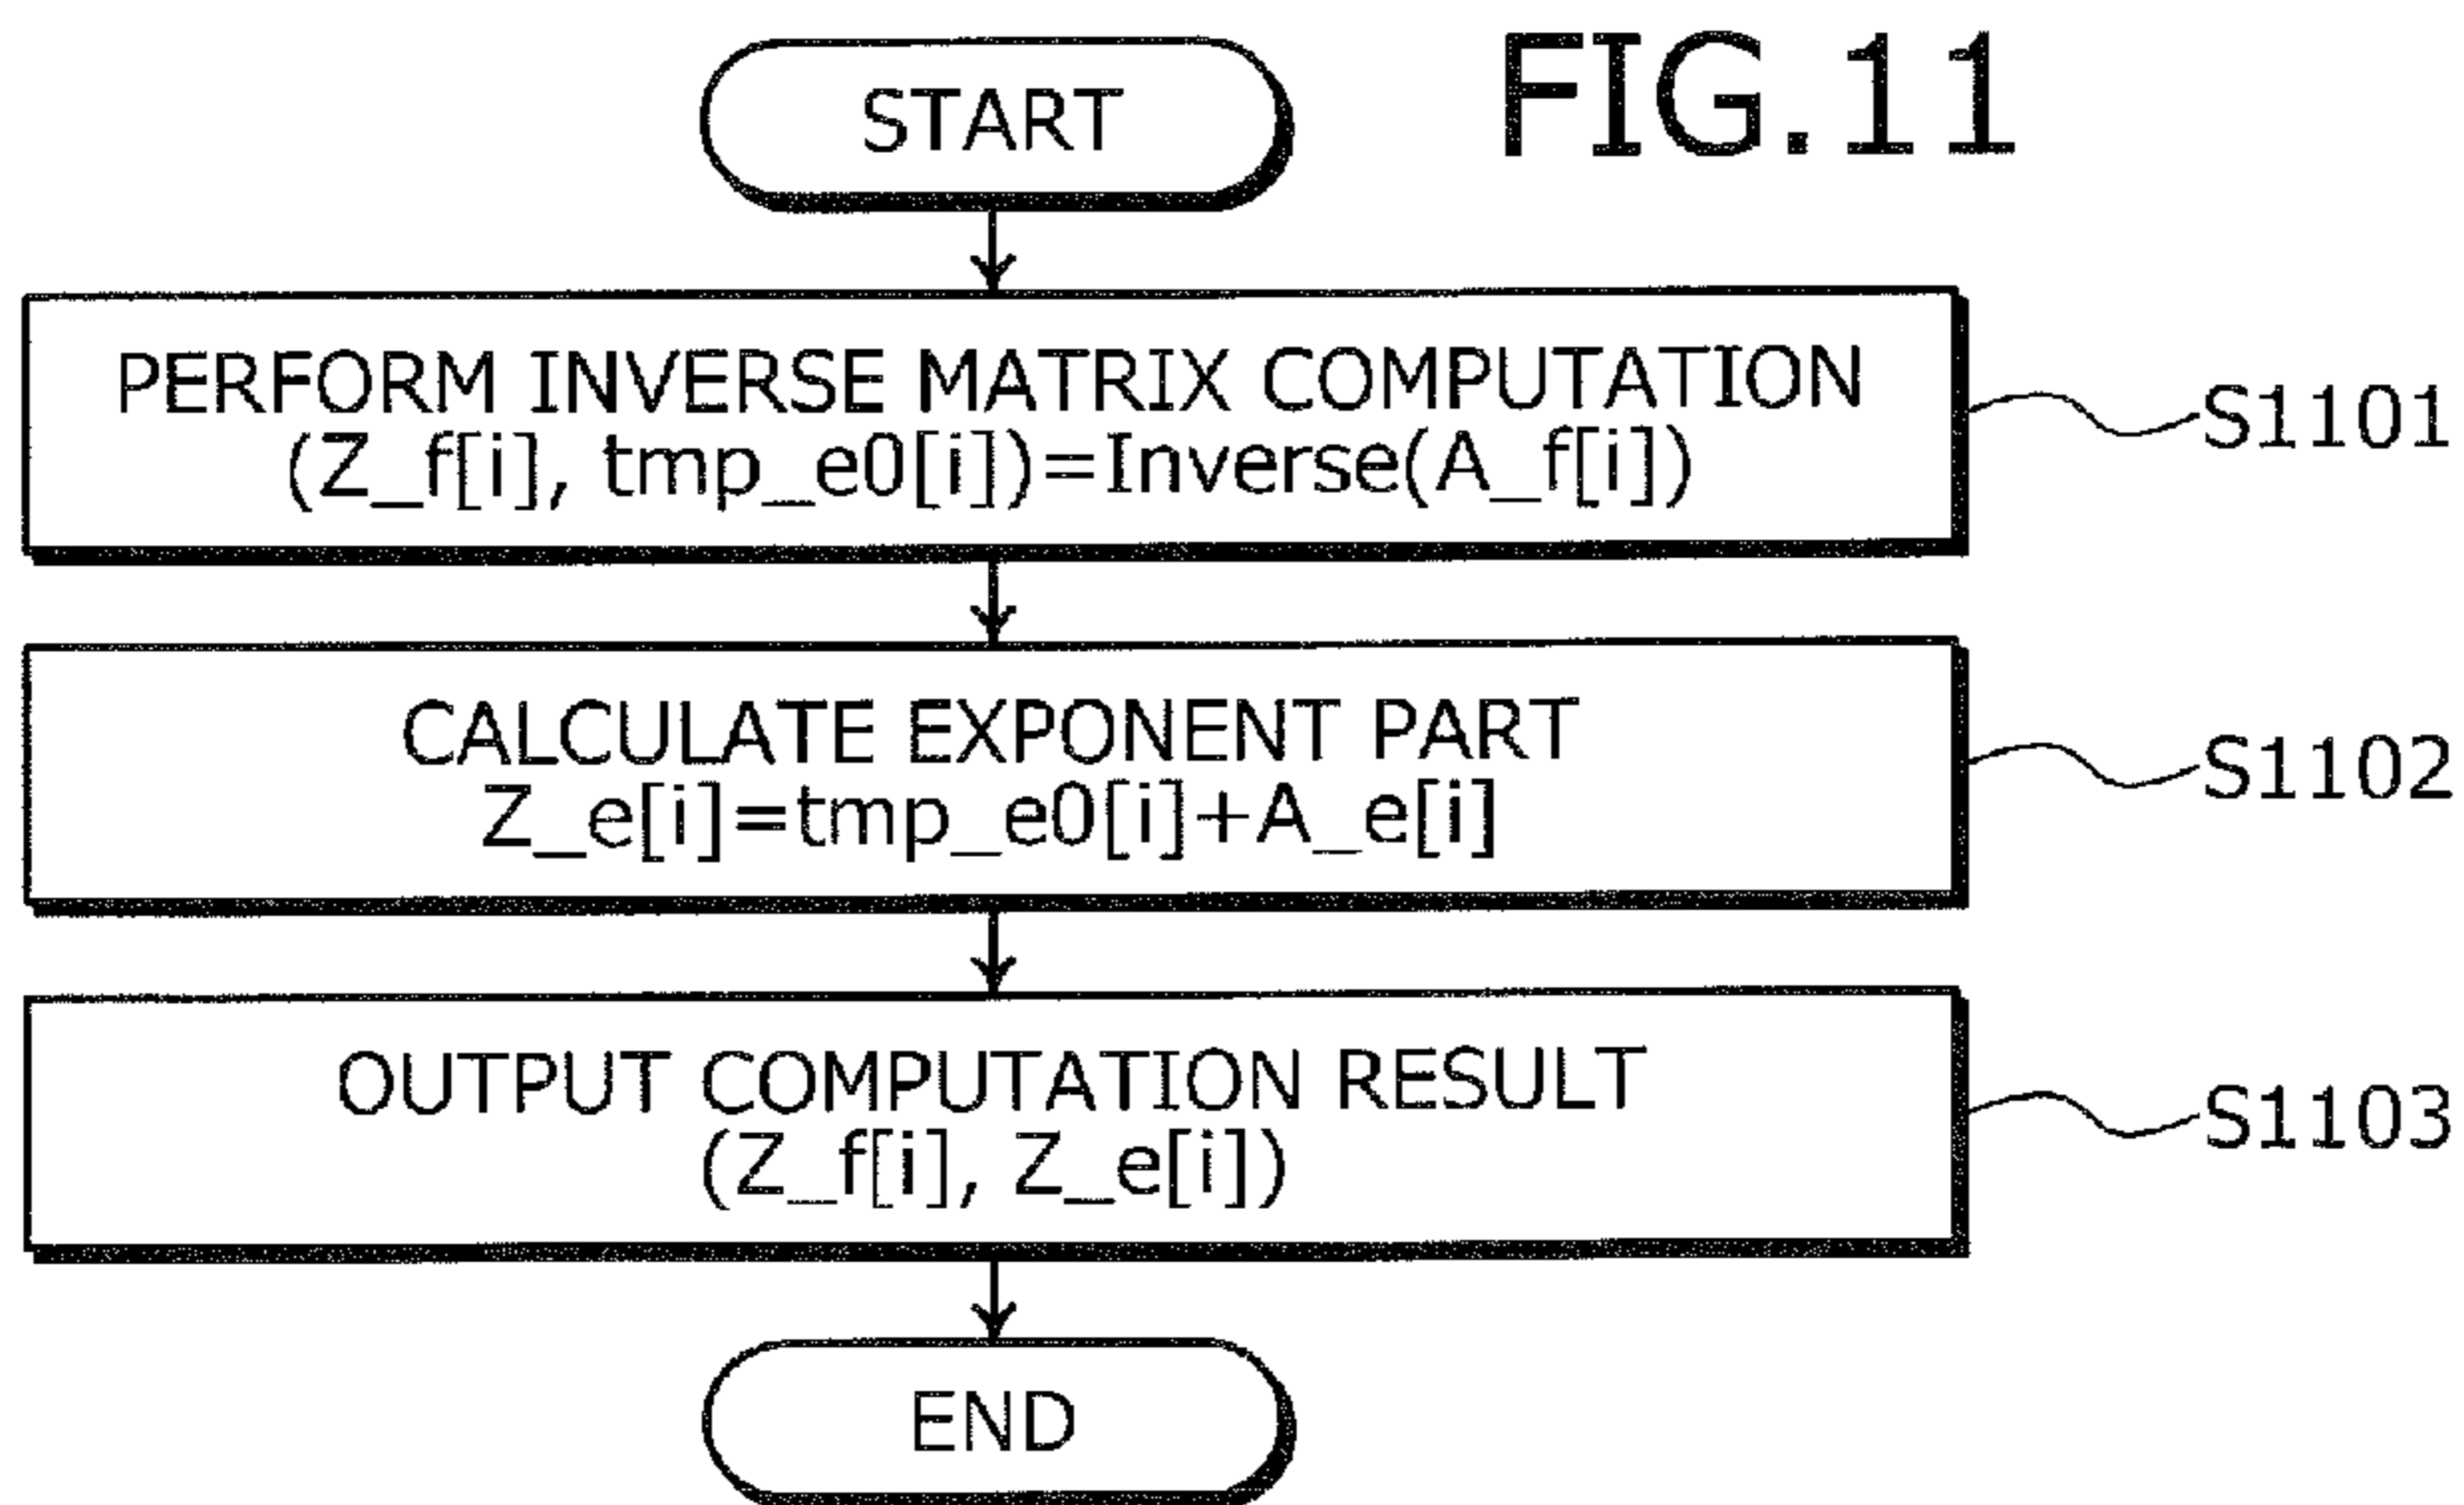 FIG.11
START
PERFORM INVERSE MATRIX COMPUTATION
(Z_f[i], tmp_e0[i])=Inverse(A_f[i])
S1101
CALCULATE EXPONENT PART
Z_e[i]=tmp_e0[i]+A_e[i]
S1102
OUTPUT COMPUTATION RESULT
(Z_f[i], Z_e[i])
S1103
END